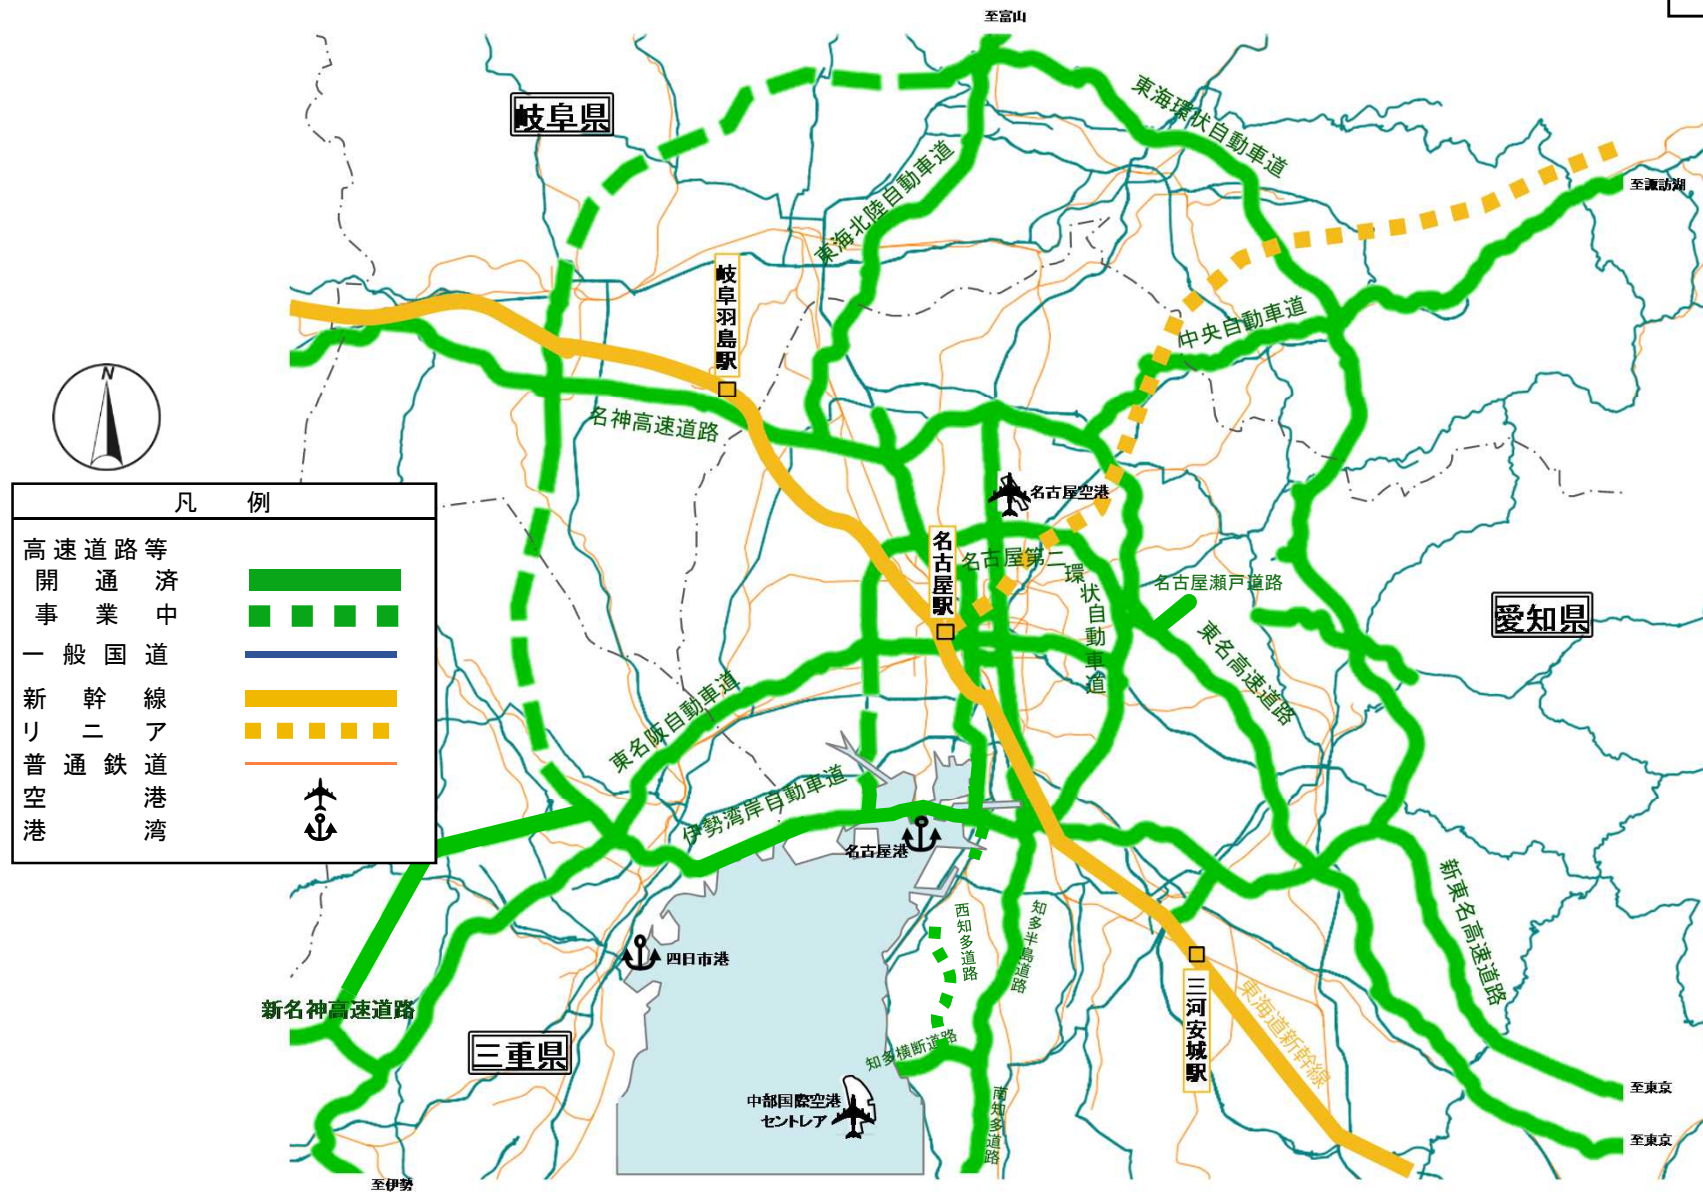 至富山
岐阜県
東海環状自動車道
東海北陸自動車道
至諏訪湖
岐阜羽島駅
中央自動車道
N
名神高速道路
凡 例
高速道路等
開通済
事業中
一般国道
新幹線
リニア
普通鉄道
空港
港湾
名古屋空港
名古屋駅
名古屋第二環状自動車道
名古屋瀬戸道路
愛知県
東名高速道路
東名阪自動車道
伊勢湾岸自動車道
名古屋港
西知多道路
知多半島道路
新東名高速道路
四日市港
三河安城駅
東海道新幹線
新名神高速道路
三重県
知多横断道路
中部国際空港
セントレア
南知多道路
至東京
至東京
至伊勢